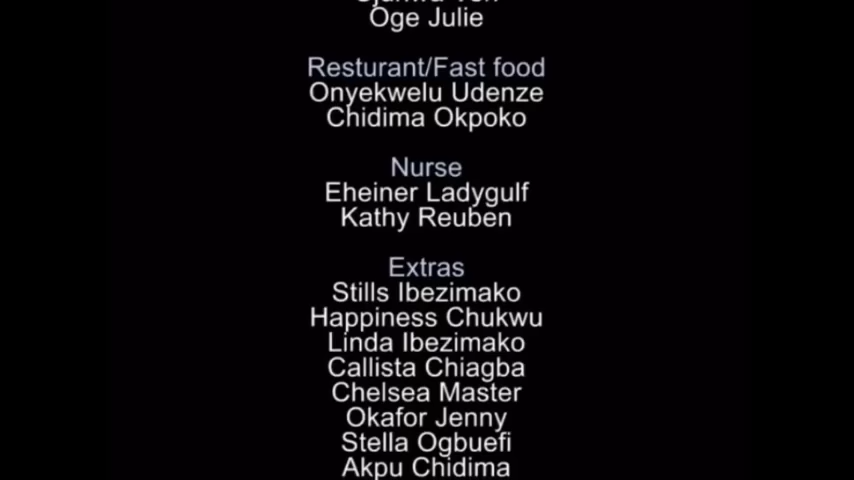 Oge Julie
Resturant/Fast food
Onyekwelu Udenze
Chidima Okpoko
Nurse
Eheiner Ladygulf
Kathy Reuben
Extras
Stills Ibezimako
Happiness Chukwu
Linda Ibezimako
Callista Chiagba
Chelsea Master
Okafor Jenny
Stella Ogbuefi
Akpu Chidima